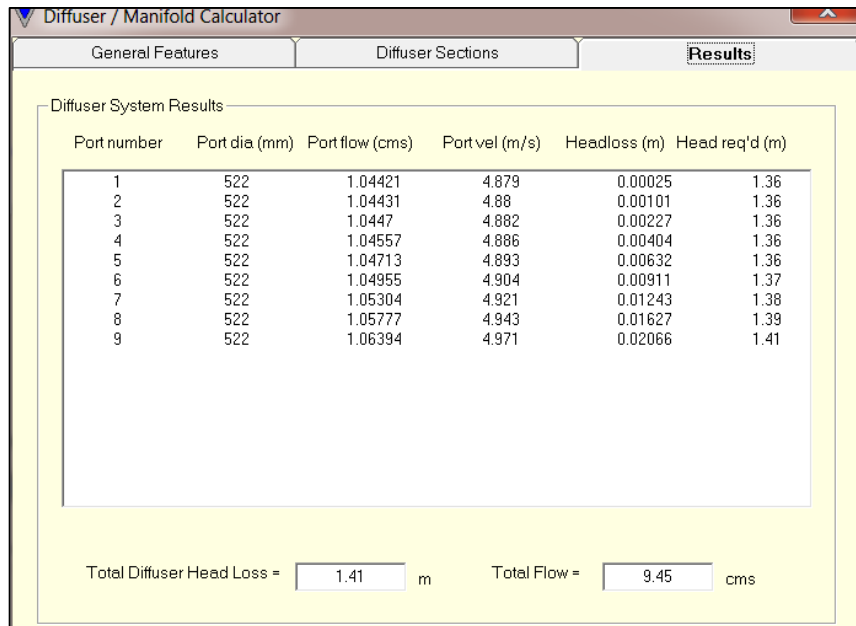 Diffuser / Manifold Calculator
General Features Diffuser Sections Results
Diffuser System Results
Port number Port dia (mm) Port flow (cms) Port vel (m/s) Headloss (m) Head req'd (m)
1 522 1.04421 4.879 0.00025 1.36
2 522 1.04431 4.88 0.00101 1.36
3 522 1.0447 4.882 0.00227 1.36
4 522 1.04557 4.886 0.00404 1.36
5 522 1.04713 4.893 0.00632 1.36
6 522 1.04955 4.904 0.00911 1.37
7 522 1.05304 4.921 0.01243 1.38
8 522 1.05777 4.943 0.01627 1.39
9 522 1.06394 4.971 0.02066 1.41
Total Diffuser Head Loss = 1.41 m Total Flow = 9.45 cms